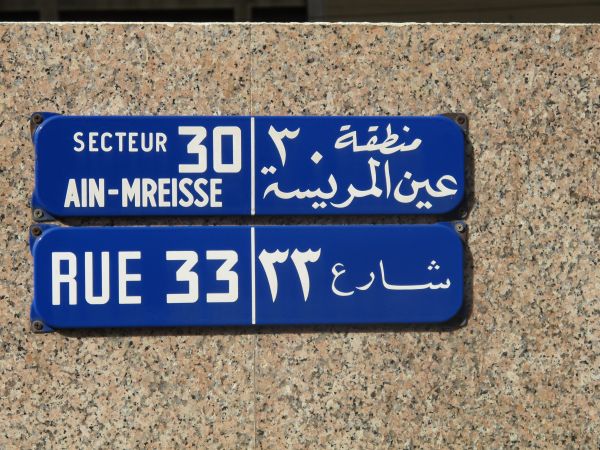 SECTEUR 30
AIN-MREISSE
منطقة ٣٠
عين المريسة
RUE 33
شارع ٣٣